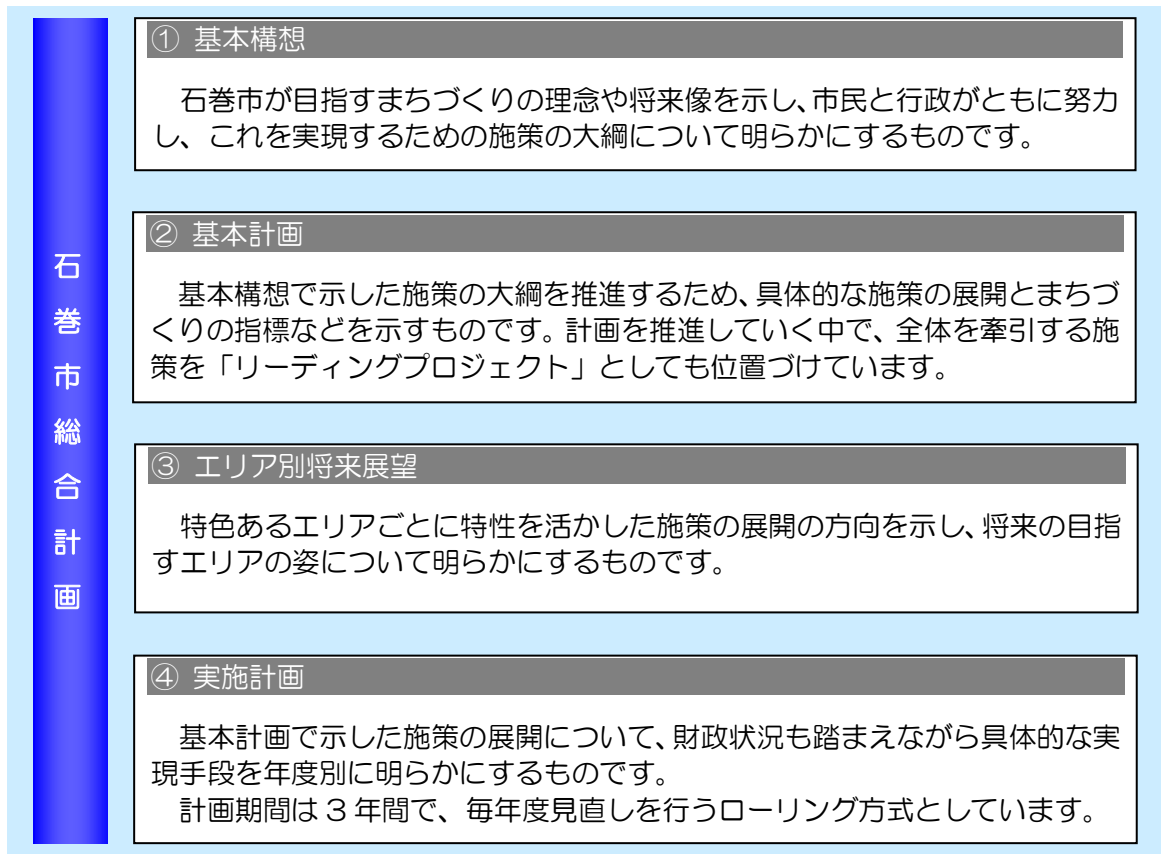 石巻市総合計画
① 基本構想
石巻市が目指すまちづくりの理念や将来像を示し、市民と行政がともに努力
し、これを実現するための施策の大綱について明らかにするものです。
② 基本計画
基本構想で示した施策の大綱を推進するため、具体的な施策の展開とまちづ
くりの指標などを示すものです。計画を推進していく中で、全体を牽引する施
策を「リーディングプロジェクト」としても位置づけています。
③ エリア別将来展望
特色あるエリアごとに特性を活かした施策の展開の方向を示し、将来の目指
すエリアの姿について明らかにするものです。
④ 実施計画
基本計画で示した施策の展開について、財政状況も踏まえながら具体的な実
現手段を年度別に明らかにするものです。
計画期間は3年間で、毎年度見直しを行うローリング方式としています。